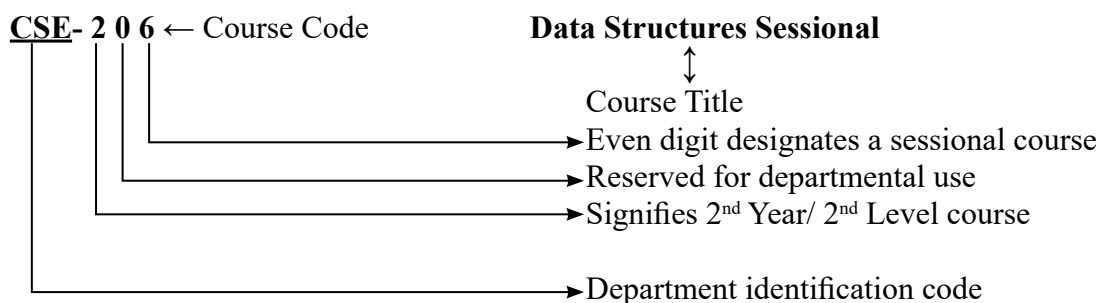 CSE- 2 0 6 ← Course Code Data Structures Sessional
Course Title
Even digit designates a sessional course
Reserved for departmental use
Signifies 2nd Year/ 2nd Level course
Department identification code